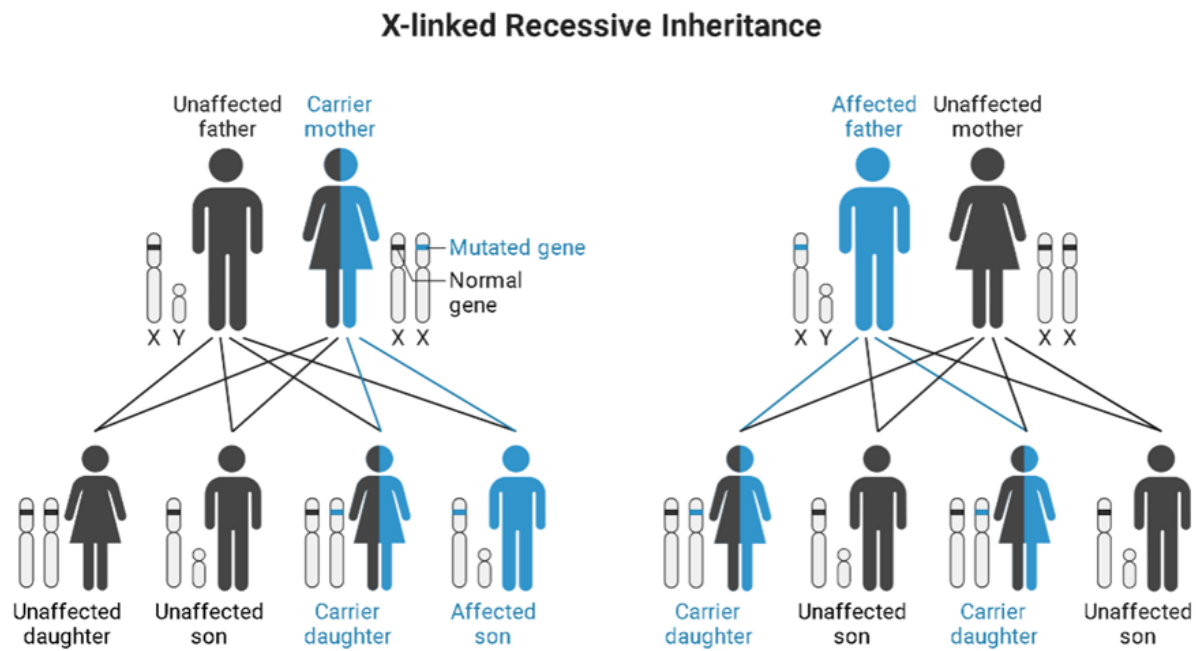 X-linked Recessive Inheritance
Unaffected
father
Carrier
mother
X Y
X X
Mutated gene
Normal
gene
Unaffected
daughter
Unaffected
son
Carrier
daughter
Affected
son
Affected
father
Unaffected
mother
X Y
X X
Carrier
daughter
Unaffected
son
Carrier
daughter
Unaffected
son